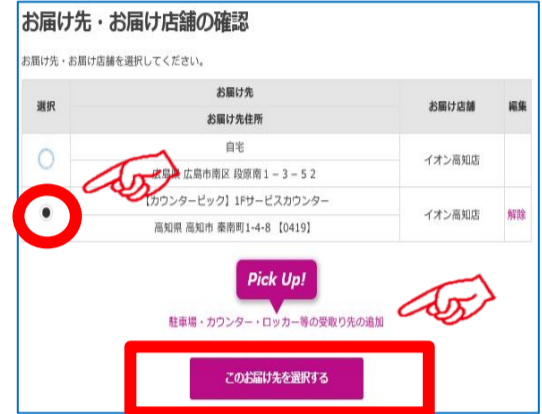 お届け先・お届け店舗の確認
お届け先・お届け店舗を選択してください。
選択 お届け先 お届け店舗 編集
お届け先住所
自宅 イオン高知店
広島県 広島市南区 段原南1－3－52
【カウンターピック】1Fサービスカウンター イオン高知店 解除
高知県 高知市 秦南町1-4-8 【0419】
Pick Up!
駐車場・カウンター・ロッカー等の受取り先の追加
このお届け先を選択する